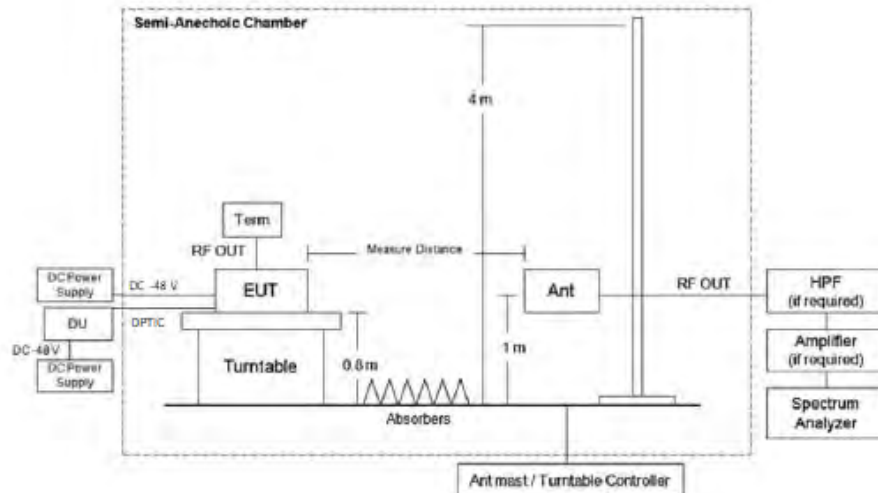 Semi-Anechoic Chamber
4 m
Term
RF OUT
Measure Distance
DC Power
Supply
DC -48 V
EUT
Ant
RF OUT
HPF
(if required)
DU
OPTIC
DC-48V
DC Power
Supply
Turntable
0.8 m
1 m
Amplifier
(if required)
Absorbers
Spectrum
Analyzer
Ant mast / Turntable Controller